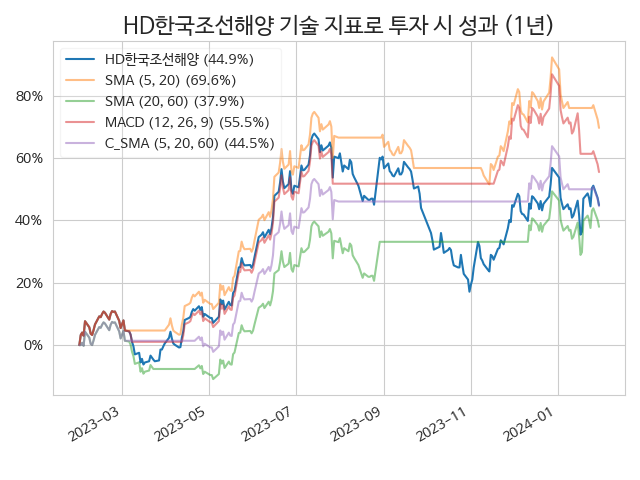 HD한국조선해양 기술 지표로 투자 시 성과 (1년)
HD한국조선해양 (44.9%)
SMA (5, 20) (69.6%)
SMA (20, 60) (37.9%)
MACD (12, 26, 9) (55.5%)
C_SMA (5, 20, 60) (44.5%)
80%
60%
40%
20%
0%
2023-03
2023-05
2023-07
2023-09
2023-11
2024-01